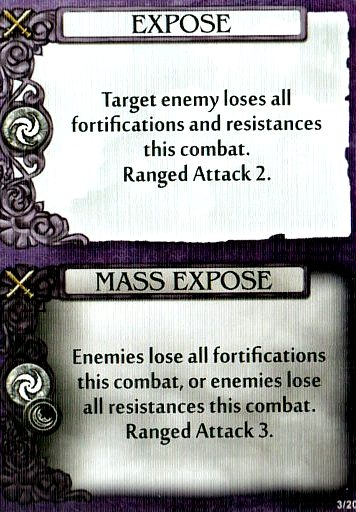 EXPOSE
Target enemy loses all
fortifications and resistances
this combat.
Ranged Attack 2.
MASS EXPOSE
Enemies lose all fortifications
this combat, or enemies lose
all resistances this combat.
Ranged Attack 3.
3/20